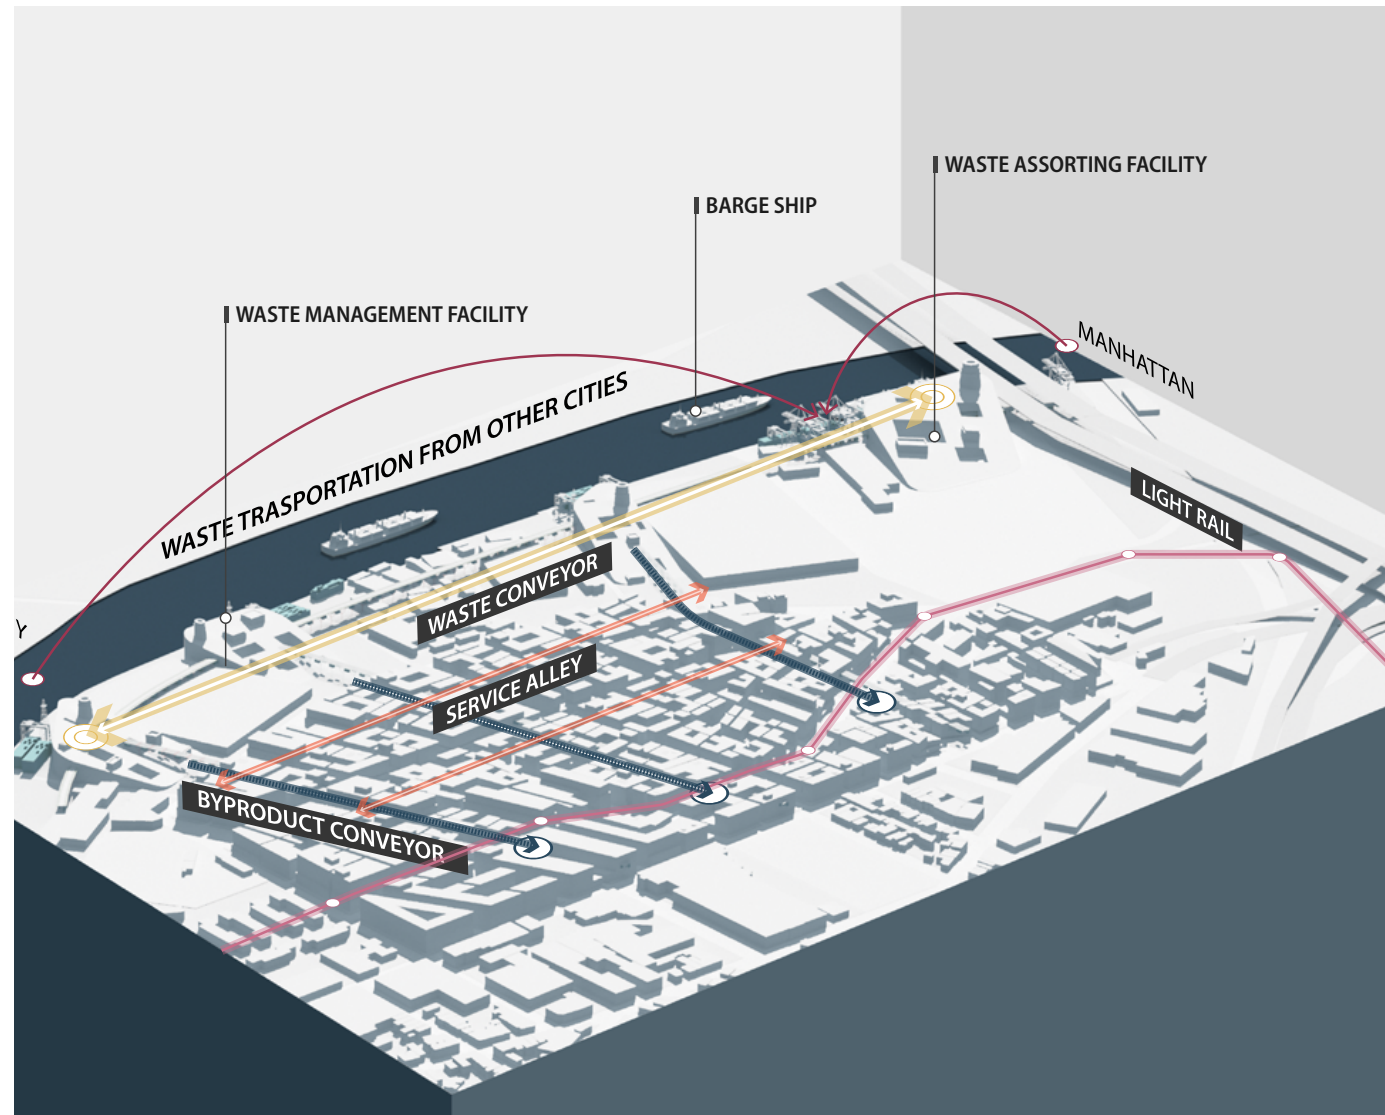 WASTE ASSORTING FACILITY
BARGE SHIP
WASTE MANAGEMENT FACILITY
MANHATTAN
WASTE TRASPORTATION FROM OTHER CITIES
LIGHT RAIL
WASTE CONVEYOR
SERVICE ALLEY
BYPRODUCT CONVEYOR
Y